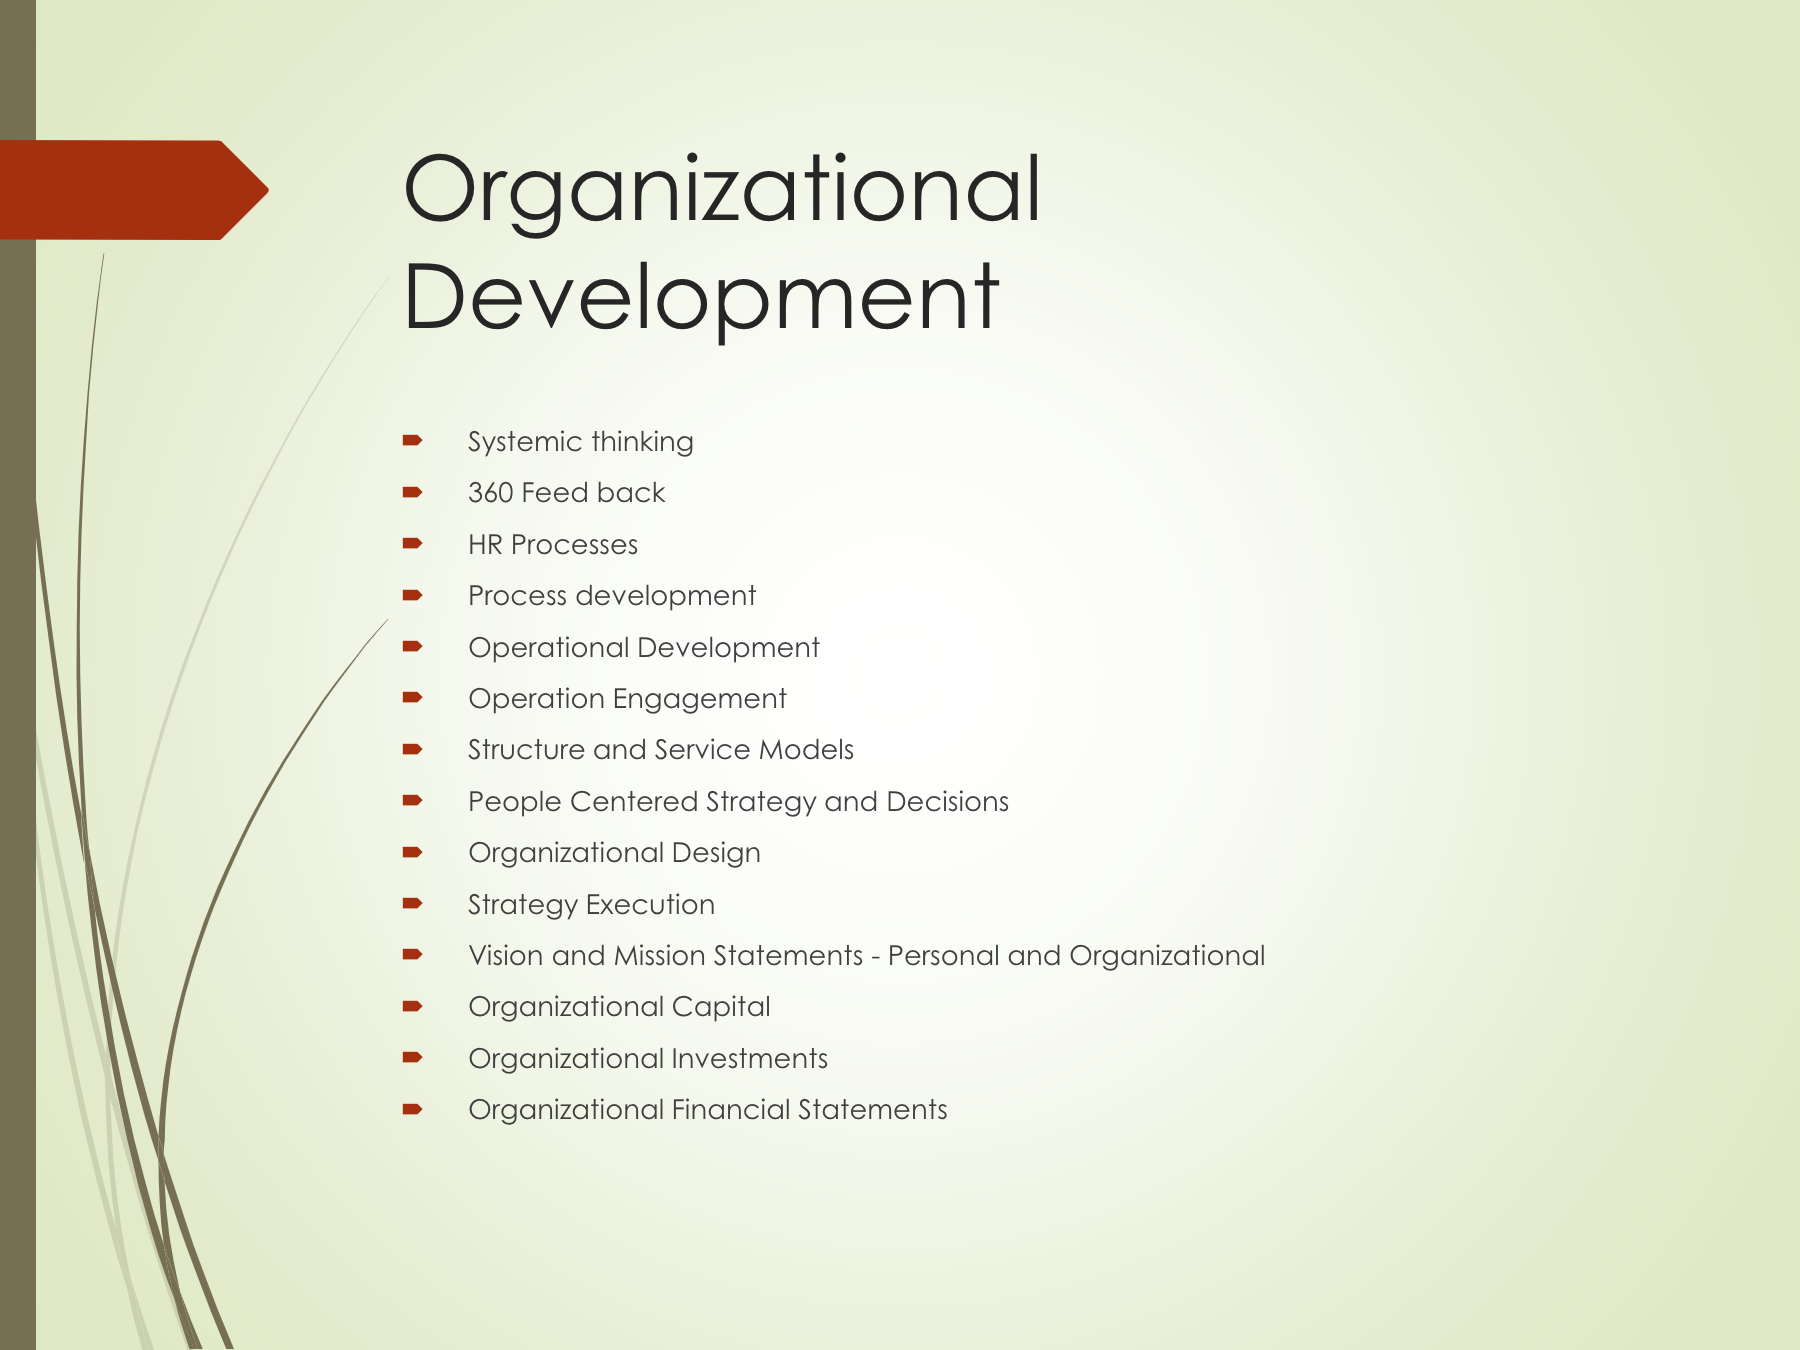 Organizational
Development
Systemic thinking
360 Feed back
HR Processes
Process development
Operational Development
Operation Engagement
Structure and Service Models
People Centered Strategy and Decisions
Organizational Design
Strategy Execution
Vision and Mission Statements - Personal and Organizational
Organizational Capital
Organizational Investments
Organizational Financial Statements